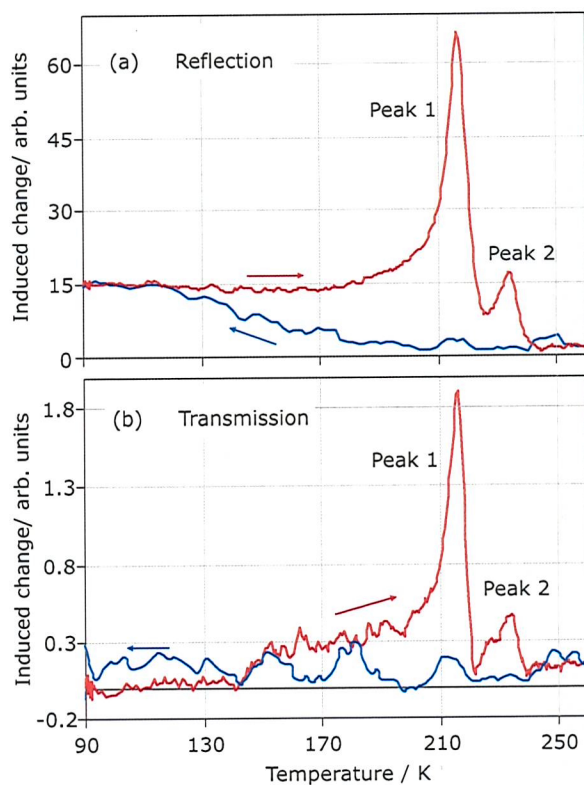 (a) Reflection
Induced change/ arb. units
60
45
30
15
0
Peak 1
Peak 2
(b) Transmission
Induced change/ arb. units
1.8
1.3
0.8
0.3
-0.2
Peak 1
Peak 2
90 130 170 210 250
Temperature / K